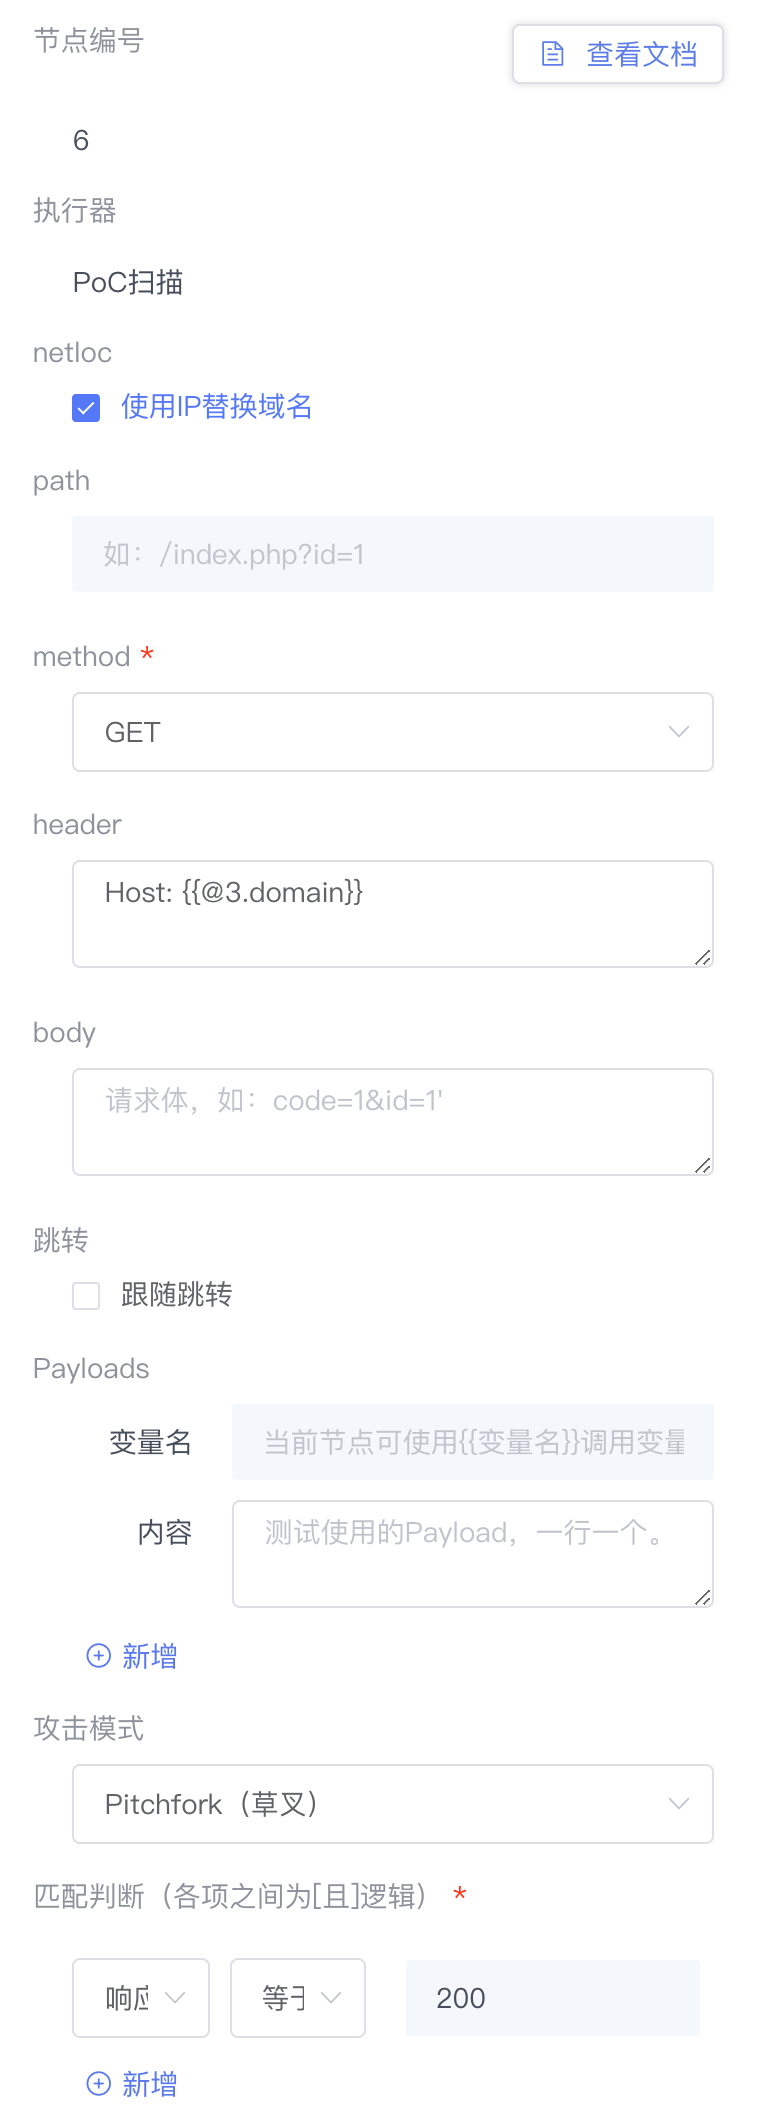 节点编号
查看文档
6
执行器
PoC扫描
netloc
使用IP替换域名
path
如：/index.php?id=1
method *
GET
header
Host: {{@3.domain}}
body
请求体，如：code=1&id=1'
跳转
跟随跳转
Payloads
变量名
当前节点可使用{{变量名}}调用变量
内容
测试使用的Payload，一行一个。
新增
攻击模式
Pitchfork（草叉）
匹配判断（各项之间为[且]逻辑） *
响应
等于
200
新增